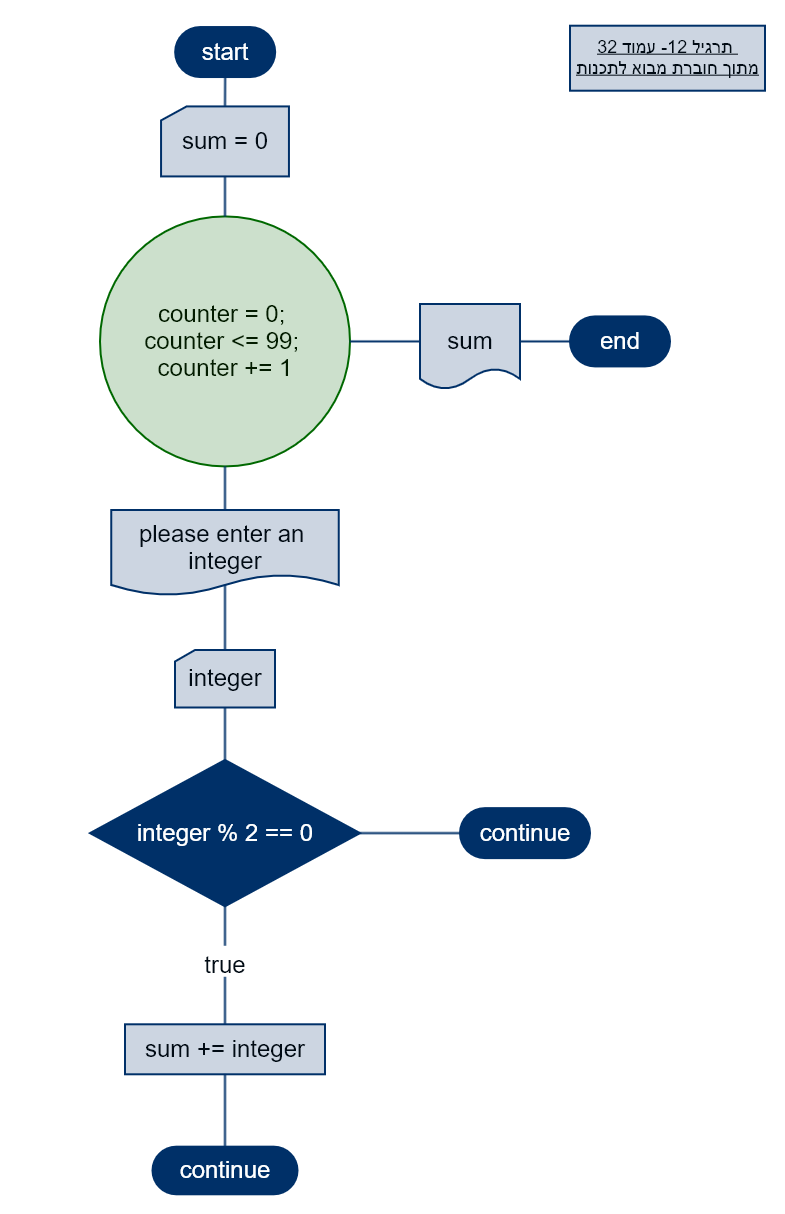 start
תרגיל 12- עמוד 32
מתוך חוברת מבוא לתכנות
sum = 0
counter = 0;
counter <= 99;
counter += 1
sum
end
please enter an
integer
integer
integer % 2 == 0
continue
true
sum += integer
continue